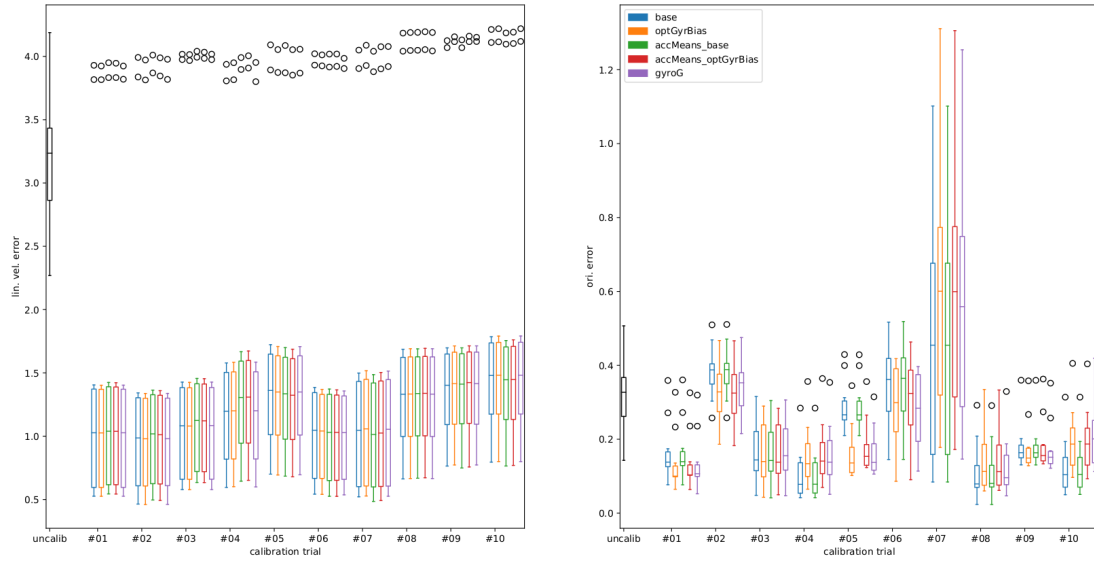 4.0
3.5
3.0
2.5
2.0
1.5
1.0
0.5
lin. vel. error
uncalib #01 #02 #03 #04 #05 #06 #07 #08 #09 #10
calibration trial
base
optGyrBias
accMeans_base
accMeans_optGyrBias
gyroG
1.2
1.0
0.8
0.6
0.4
0.2
0.0
ori. error
uncalib #01 #02 #03 #04 #05 #06 #07 #08 #09 #10
calibration trial